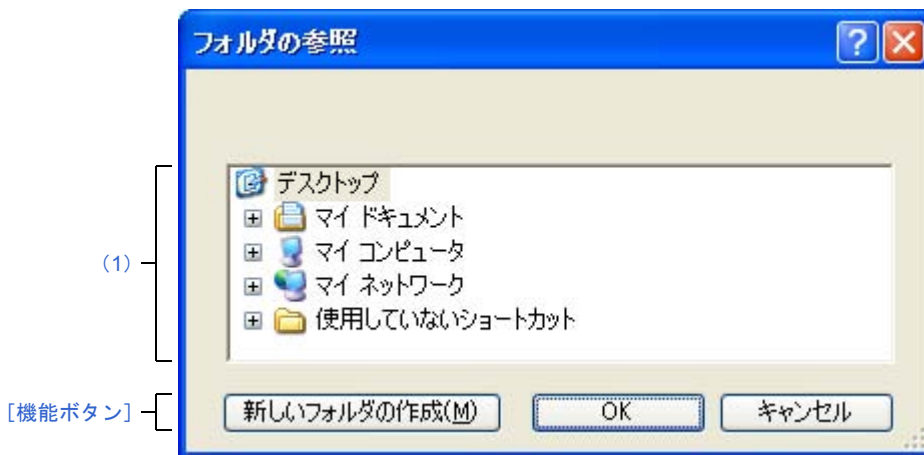 フォルダの参照
デスクトップ
マイ ドキュメント
マイ コンピュータ
(1)
マイ ネットワーク
使用していないショートカット
[機能ボタン]
新しいフォルダの作成(M)
OK
キャンセル